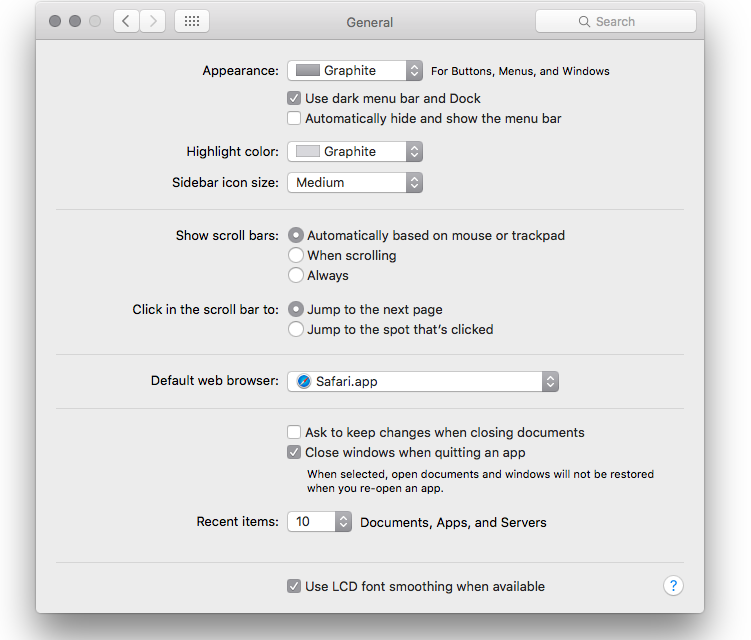 General
Search
Appearance: Graphite For Buttons, Menus, and Windows
Use dark menu bar and Dock
Automatically hide and show the menu bar
Highlight color: Graphite
Sidebar icon size: Medium
Show scroll bars: Automatically based on mouse or trackpad
When scrolling
Always
Click in the scroll bar to: Jump to the next page
Jump to the spot that's clicked
Default web browser: Safari.app
Ask to keep changes when closing documents
Close windows when quitting an app
When selected, open documents and windows will not be restored
when you re-open an app.
Recent items: 10 Documents, Apps, and Servers
Use LCD font smoothing when available ?